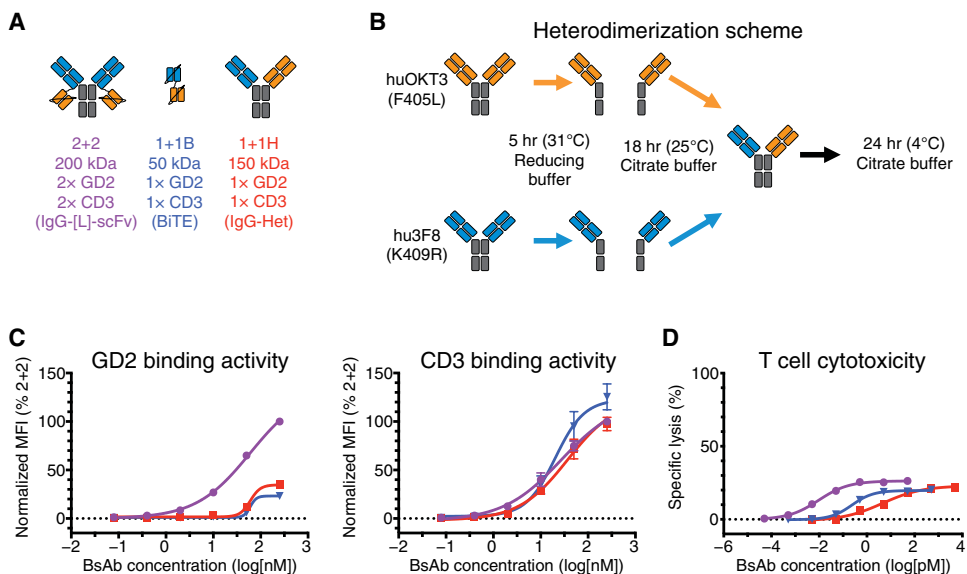 A
2+2
200 kDa
2× GD2
2× CD3
(IgG-[L]-scFv)
1+1B
50 kDa
1× GD2
1× CD3
(BiTE)
1+1H
150 kDa
1× GD2
1× CD3
(IgG-Het)
B
Heterodimerization scheme
huOKT3
(F405L)
5 hr (31°C)
Reducing
buffer
18 hr (25°C)
Citrate buffer
24 hr (4°C)
Citrate buffer
hu3F8
(K409R)
C
GD2 binding activity
Normalized MFI (% 2+2)
150
100
50
0
−2 −1 0 1 2 3
BsAb concentration (log[nM])
CD3 binding activity
Normalized MFI (% 2+2)
150
100
50
0
−2 −1 0 1 2 3
BsAb concentration (log[nM])
D
T cell cytotoxicity
Specific lysis (%)
100
50
0
−6 −4 −2 0 2 4
BsAb concentration (log[pM])